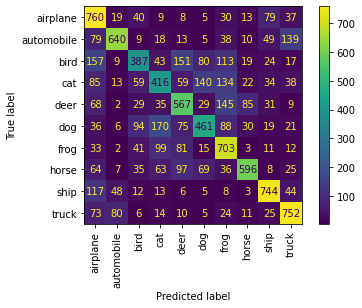 True label
airplane 760 19 40 9 8 5 30 13 79 37
automobile 79 640 9 18 13 5 38 10 49 139
bird 157 9 387 43 151 80 113 19 24 17
cat 85 13 59 416 59 140 134 22 34 38
deer 68 2 29 35 567 29 145 85 31 9
dog 36 6 94 170 75 461 88 30 19 21
frog 33 2 41 99 81 15 703 3 11 12
horse 64 7 35 63 97 69 36 596 8 25
ship 117 48 12 13 6 5 8 3 744 44
truck 73 80 6 14 10 5 24 11 25 752
airplane automobile bird cat deer dog frog horse ship truck
Predicted label
700
600
500
400
300
200
100